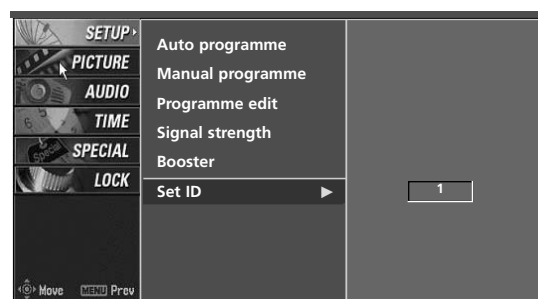 SETUP
PICTURE
AUDIO
TIME
SPECIAL
LOCK
Move MENU Prev
Auto programme
Manual programme
Programme edit
Signal strength
Booster
Set ID ▶
1